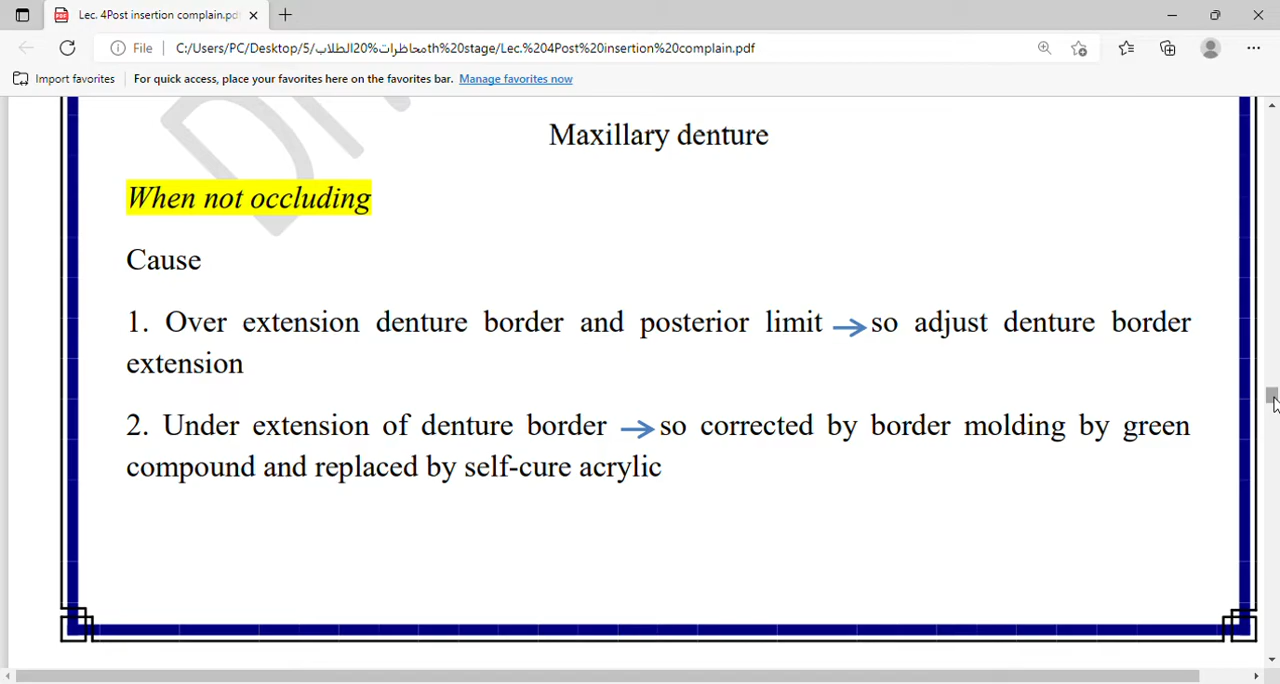 Lec. 4Post insertion complain.pd
File
C:/Users/PC/Desktop/5/محاظرات%20الطلابth%20stage/Lec.%204Post%20insertion%20complain.pdf
Import favorites
For quick access, place your favorites here on the favorites bar. Manage favorites now
Maxillary denture
When not occluding
Cause
1. Over extension denture border and posterior limit → so adjust denture border
extension
2. Under extension of denture border → so corrected by border molding by green
compound and replaced by self-cure acrylic